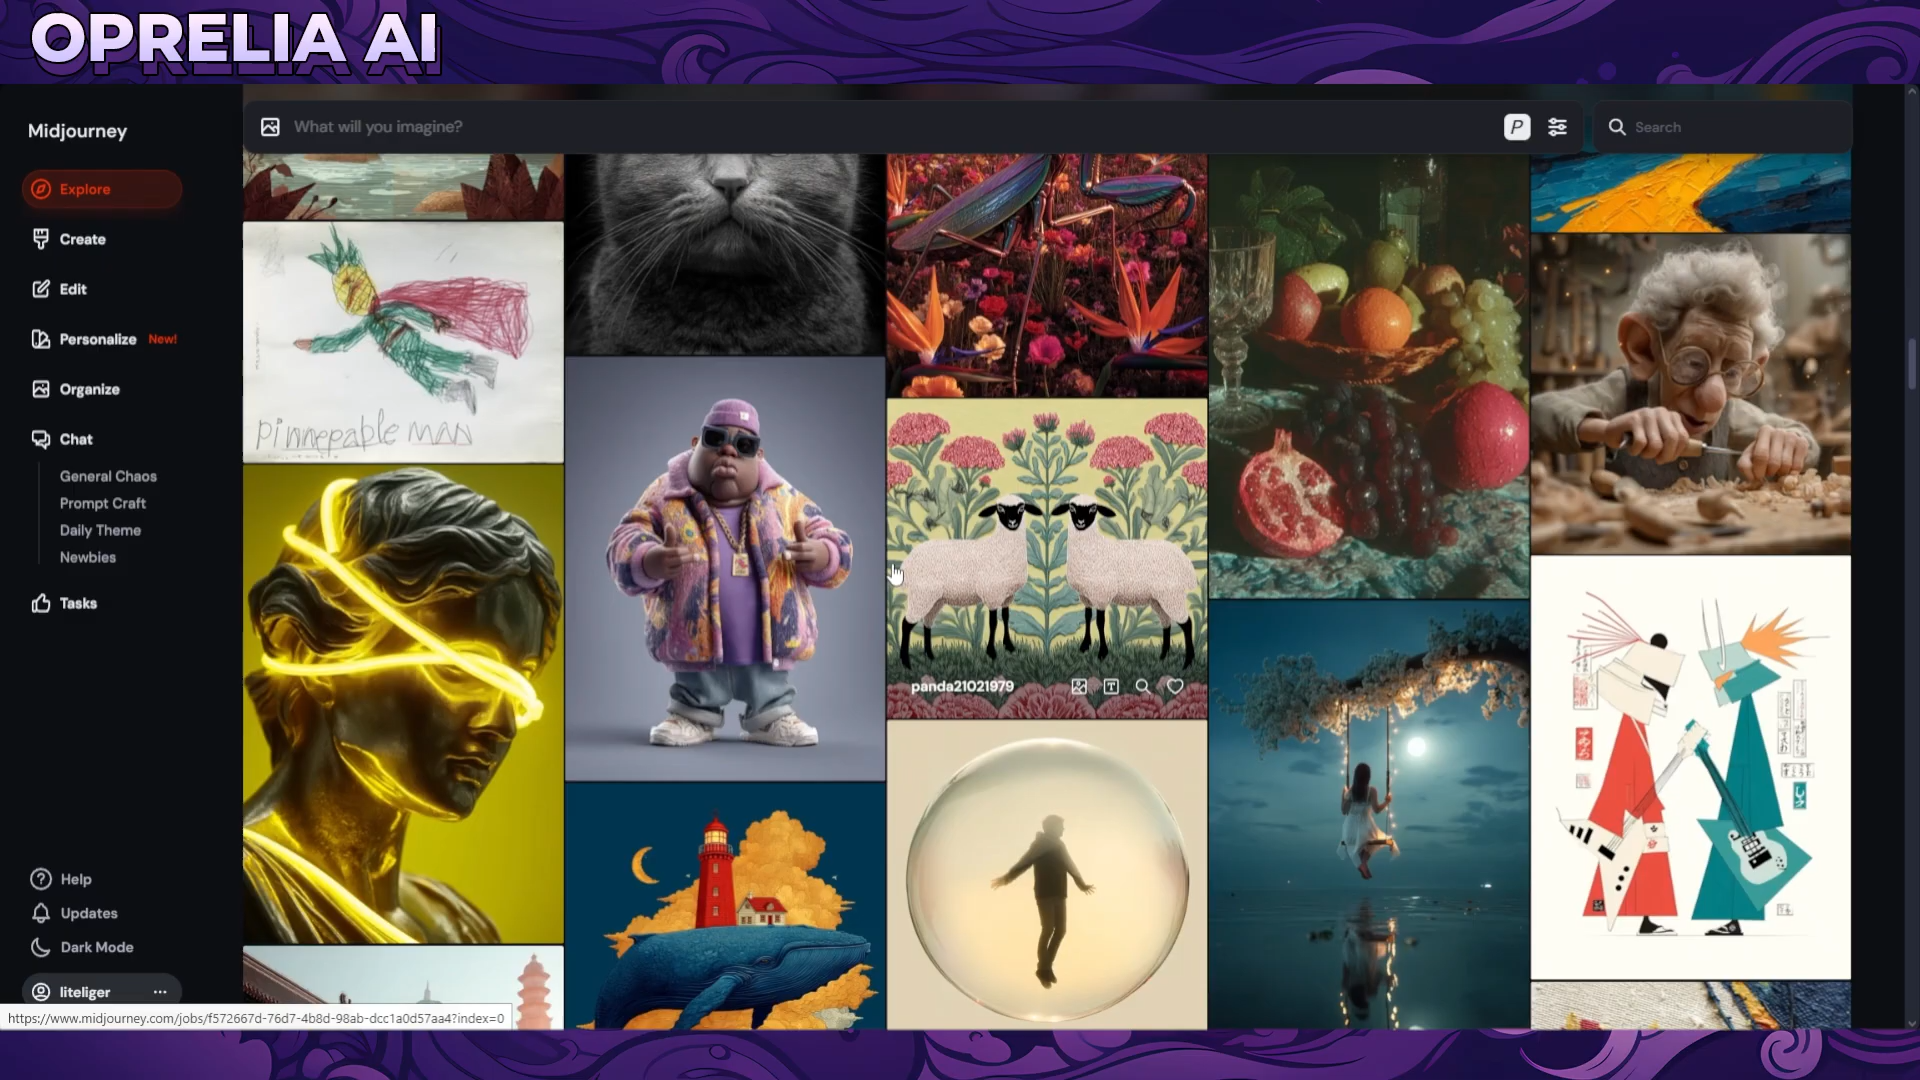 OPRELIA AI
Midjourney
What will you imagine?
P
Search
Explore
Create
Edit
Personalize New!
Organize
Chat
General Chaos
Prompt Craft
Daily Theme
Newbies
Tasks
pinnepable man
panda21021979
Help
Updates
Dark Mode
liteliger
https://www.midjourney.com/jobs/f572667d-76d7-4b8d-98ab-dcc1a0d57aa4?index=0